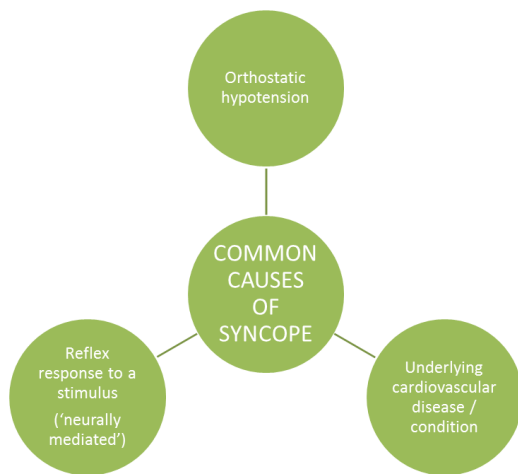 Orthostatic
hypotension
COMMON
CAUSES
OF
SYNCOPE
Reflex
response to a
stimulus
(‘neurally
mediated’)
Underlying
cardiovascular
disease /
condition